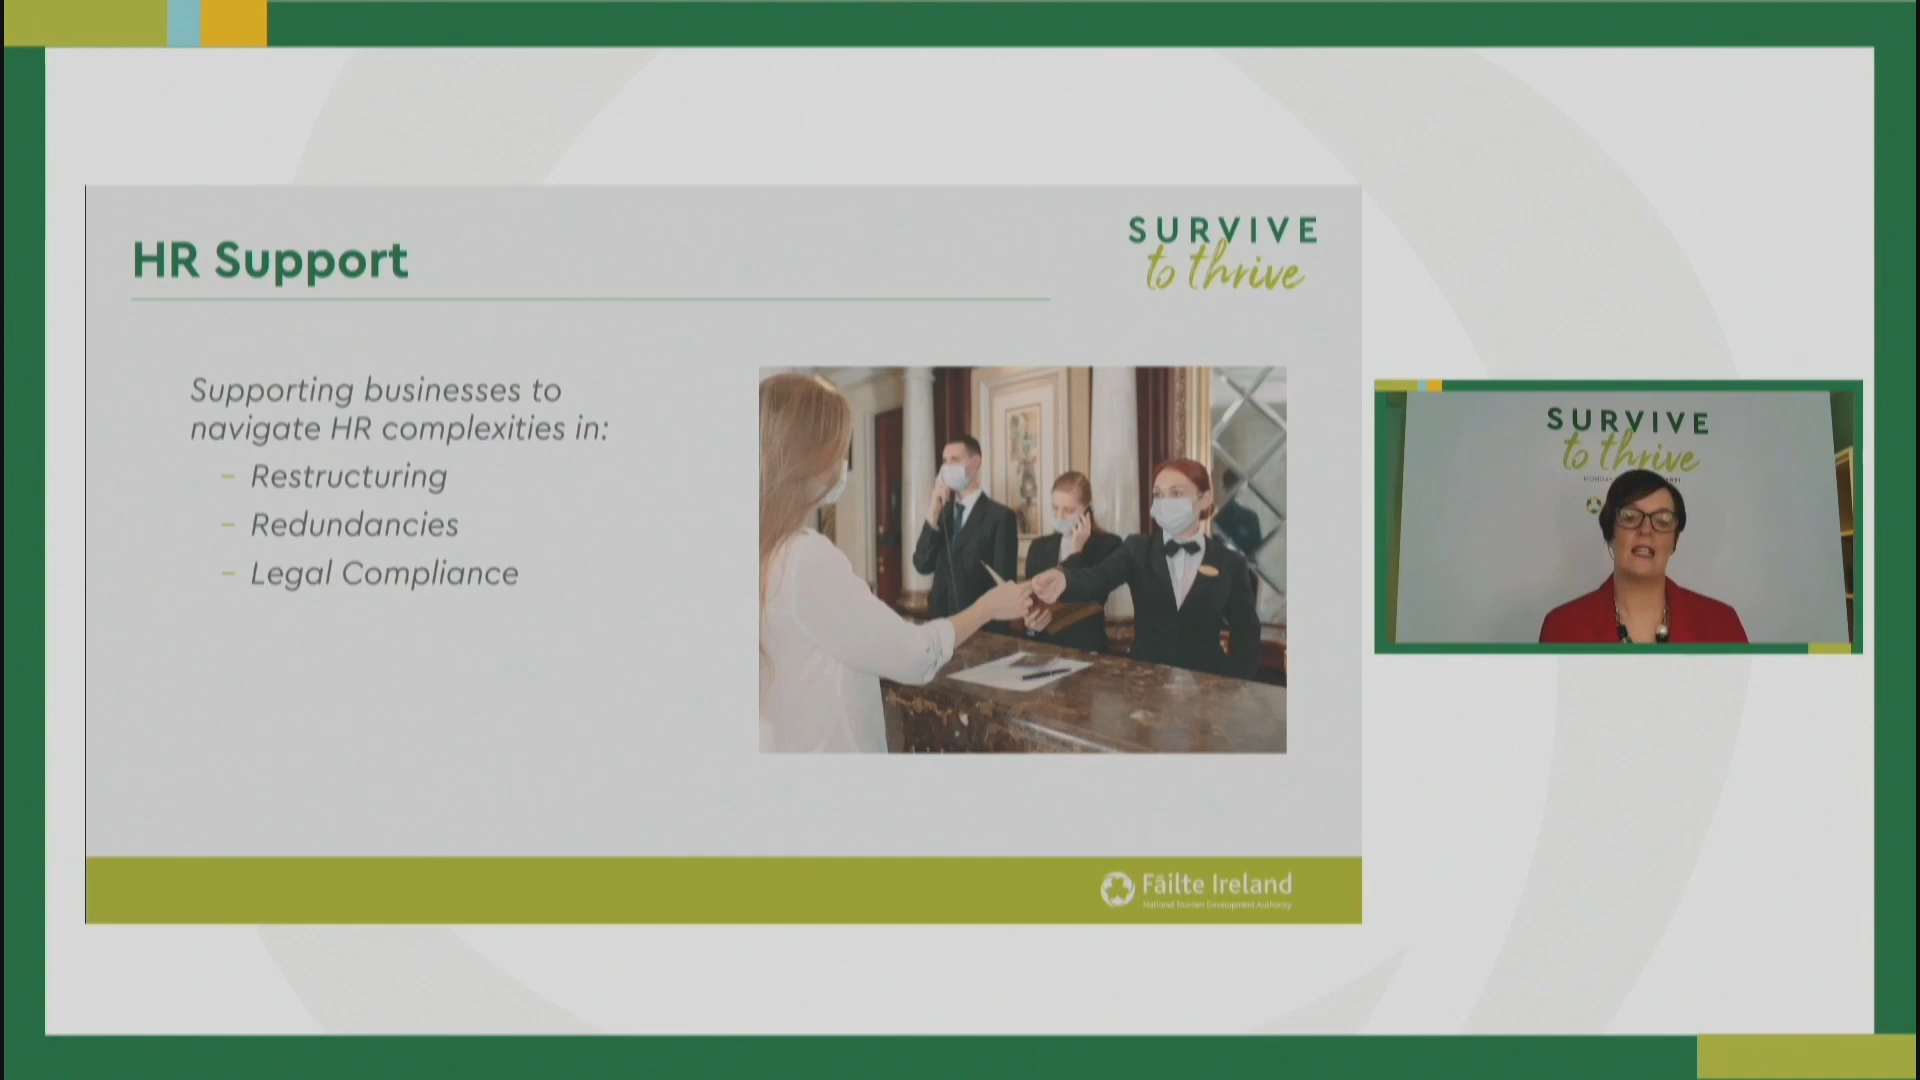 HR Support
SURVIVE
to thrive
Supporting businesses to
navigate HR complexities in:
– Restructuring
– Redundancies
– Legal Compliance
Fáilte Ireland
National Tourism Development Authority
SURVIVE
to thrive